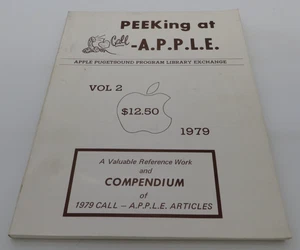 PEEKing at
Call -A.P.P.L.E.
APPLE PUGETSOUND PROGRAM LIBRARY EXCHANGE
VOL 2
$12.50
1979
A Valuable Reference Work
and
COMPENDIUM of
1979 CALL - A.P.P.L.E. ARTICLES